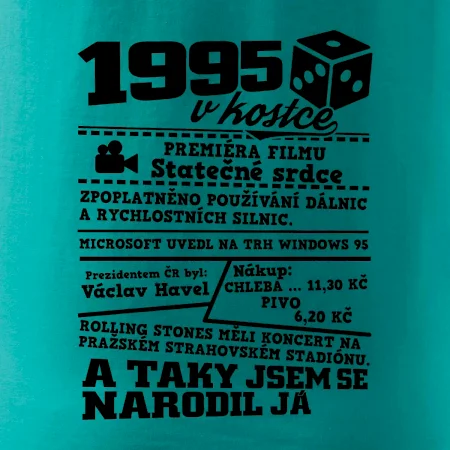 1995
v kostce
PREMIÉRA FILMU
Statečné srdce
ZPOPLATNĚNO POUŽÍVÁNÍ DÁLNIC
A RYCHLOSTNÍCH SILNIC.
MICROSOFT UVEDL NA TRH WINDOWS 95
Prezidentem ČR byl:
Václav Havel
Nákup:
CHLEBA ... 11,30 KČ
PIVO
6,20 KČ
ROLLING STONES MĚLI KONCERT NA
PRAŽSKÉM STRAHOVSKÉM STADIÓNU.
A TAKY JSEM SE
NARODIL JÁ